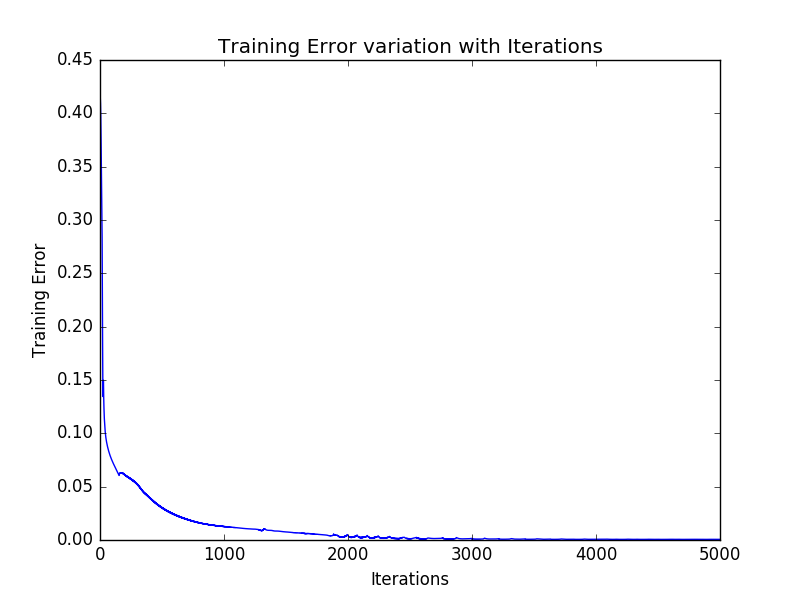 Training Error variation with Iterations
0.45
0.40
0.35
0.30
0.25
0.20
0.15
0.10
0.05
0.00
Training Error
0 1000 2000 3000 4000 5000
Iterations